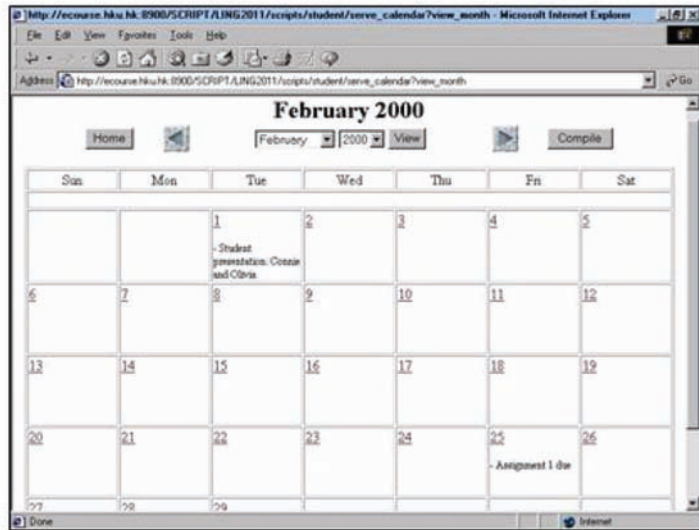 http://ecourse.hku.hk:8900/SCRIPT/LING2011/scripts/student/serve_calendar?view_month - Microsoft Internet Explorer
File Edit View Favorites Tools Help
Address http://ecourse.hku.hk:8900/SCRIPT/LING2011/scripts/student/serve_calendar?view_month Go
February 2000
Home February 2000 View Compile
Sun Mon Tue Wed Thu Fri Sat
1 2 3 4 5
- Student
presentation: Connie
and Olivia
6 7 8 9 10 11 12
13 14 15 16 17 18 19
20 21 22 23 24 25 26
- Assignment 1 due
27 28 29
Done Internet